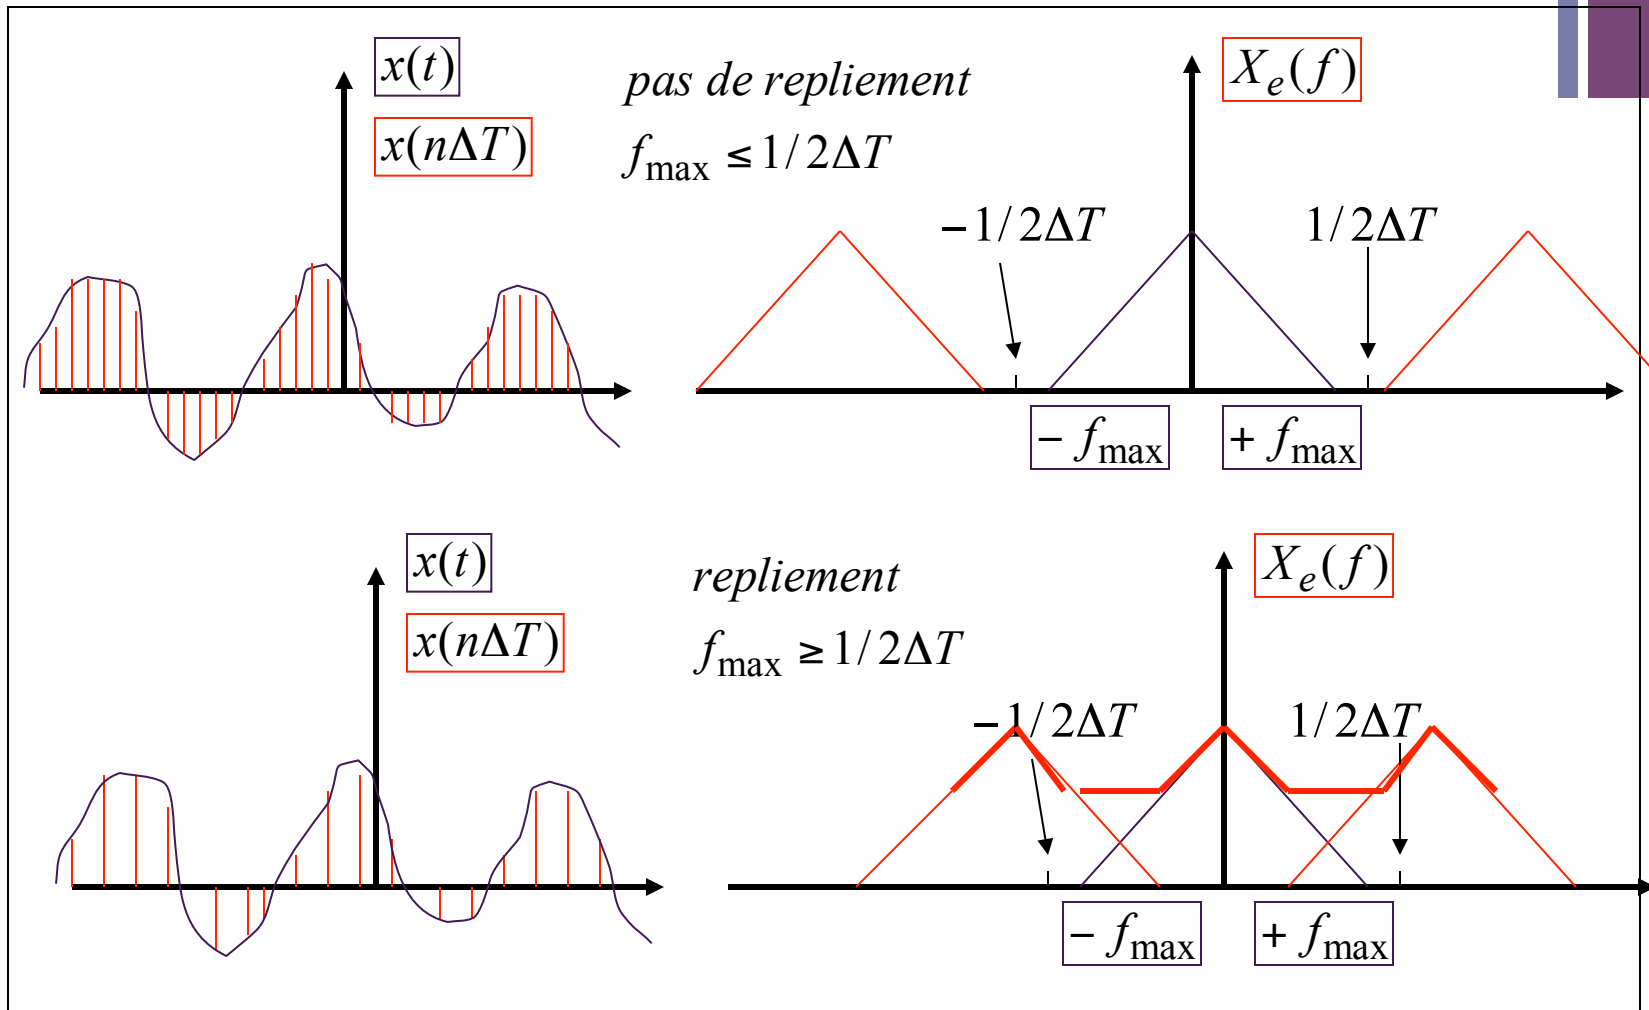 x(t)
x(nΔT)
pas de repliement
f_max ≤ 1/2ΔT
X_e(f)
−1/2ΔT
1/2ΔT
− f_max
+ f_max
x(t)
x(nΔT)
repliement
f_max ≥ 1/2ΔT
X_e(f)
−1/2ΔT
1/2ΔT
− f_max
+ f_max